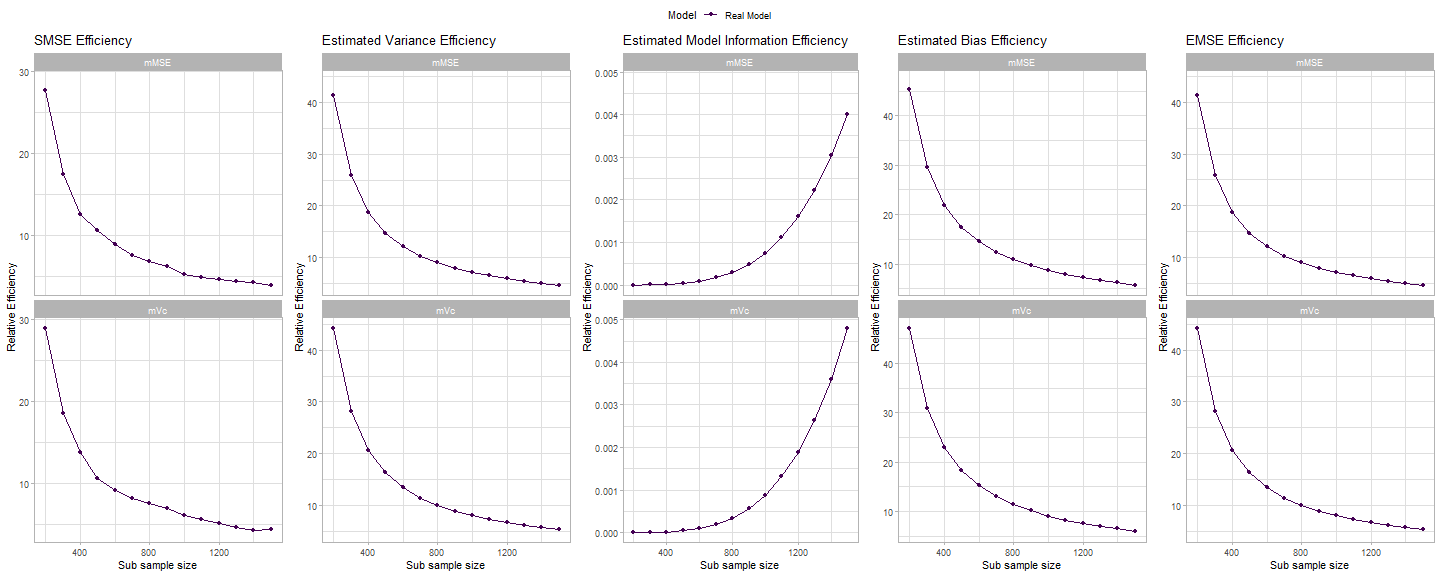 Model Real Model
SMSE Efficiency
Estimated Variance Efficiency
Estimated Model Information Efficiency
Estimated Bias Efficiency
EMSE Efficiency
mMSE
mMSE
mMSE
mMSE
mMSE
30
20
10
40
30
20
10
0.005
0.004
0.003
0.002
0.001
0.000
40
30
20
10
40
30
20
10
Relative Efficiency
Relative Efficiency
Relative Efficiency
Relative Efficiency
Relative Efficiency
mVc
mVc
mVc
mVc
mVc
30
20
10
40
30
20
10
0.005
0.004
0.003
0.002
0.001
0.000
40
30
20
10
40
30
20
10
400 800 1200
400 800 1200
400 800 1200
400 800 1200
400 800 1200
Sub sample size
Sub sample size
Sub sample size
Sub sample size
Sub sample size